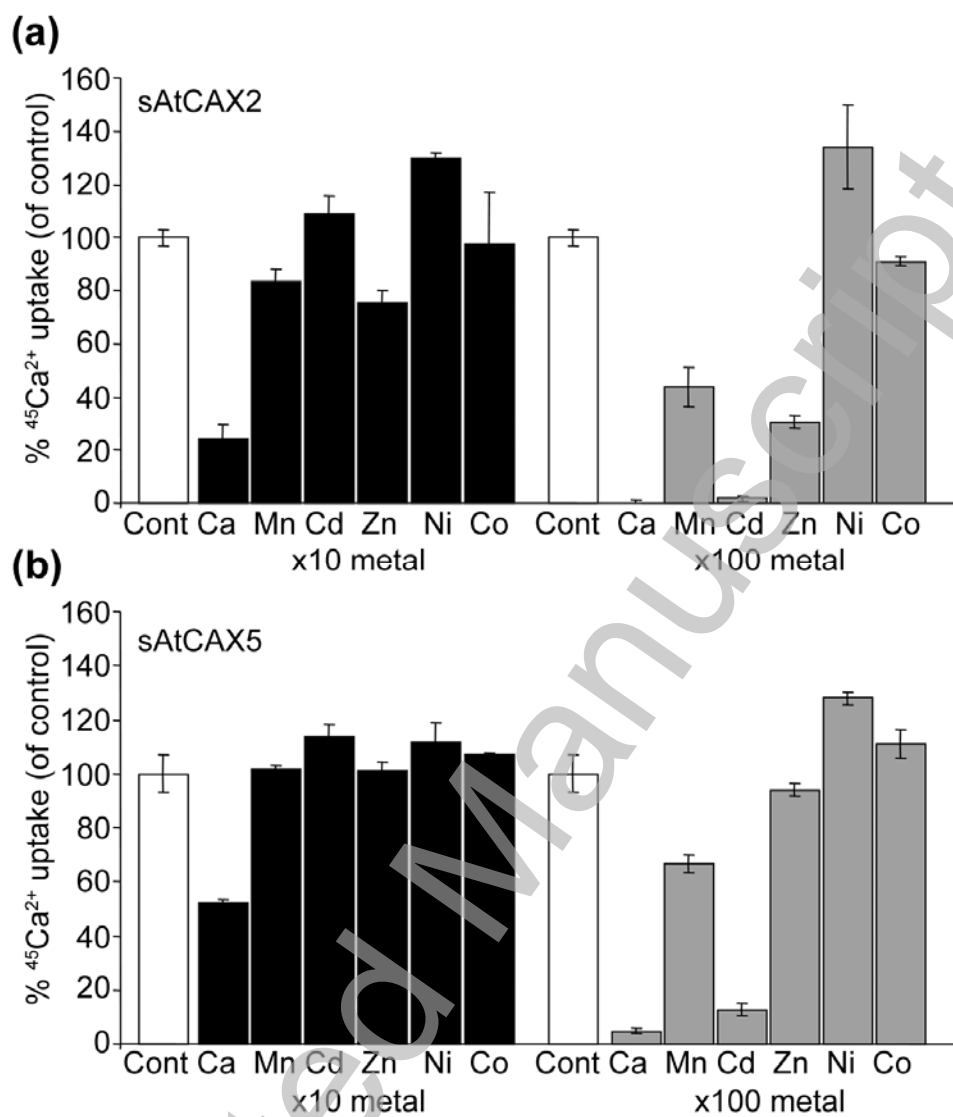 (a)
160
140
120
100
80
60
40
20
0
% ⁴⁵Ca²⁺ uptake (of control)
sAtCAX2
Cont Ca Mn Cd Zn Ni Co Cont Ca Mn Cd Zn Ni Co
x10 metal x100 metal
(b)
160
140
120
100
80
60
40
20
0
% ⁴⁵Ca²⁺ uptake (of control)
sAtCAX5
Cont Ca Mn Cd Zn Ni Co Cont Ca Mn Cd Zn Ni Co
x10 metal x100 metal
ted Manuscript